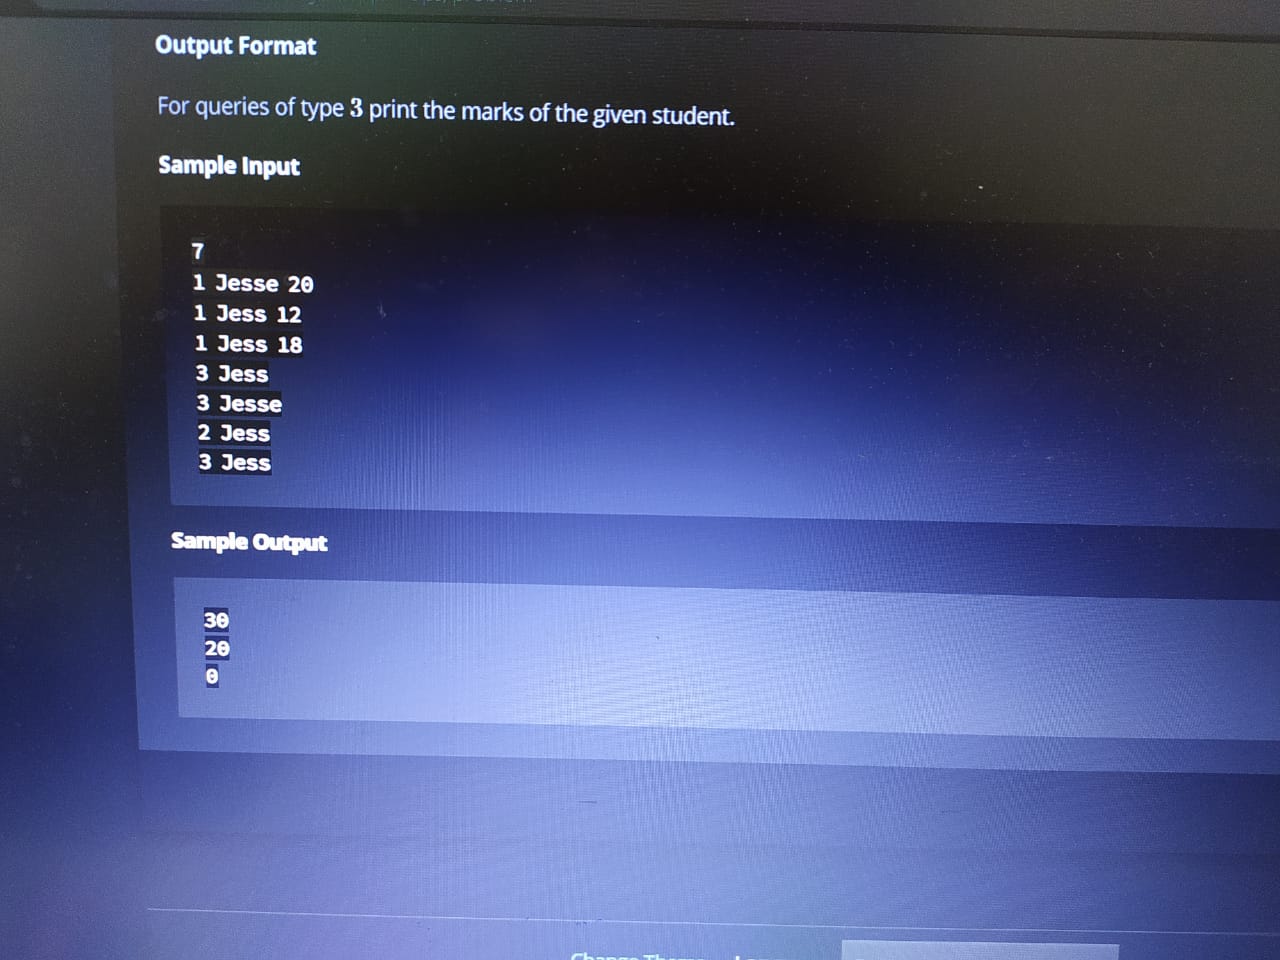 Output Format
For queries of type 3 print the marks of the given student.
Sample Input
7
1 Jesse 20
1 Jess 12
1 Jess 18
3 Jess
3 Jesse
2 Jess
3 Jess
Sample Output
30
20
0
Change